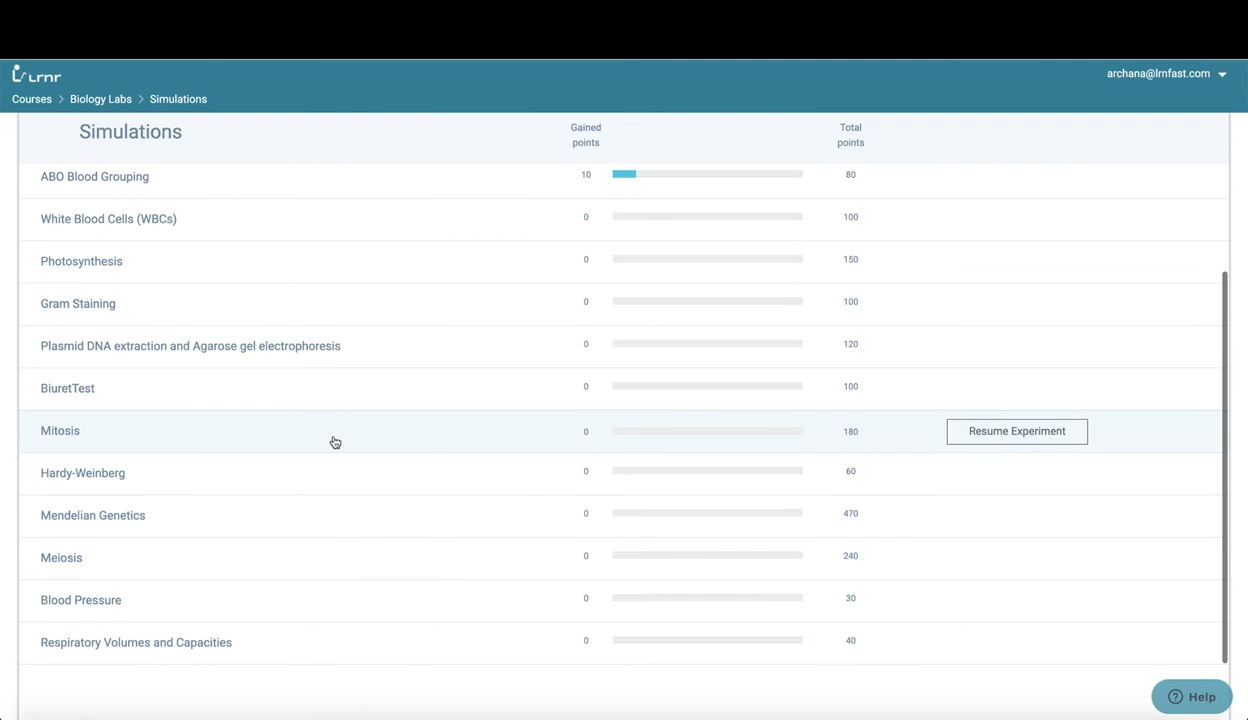 lrnr
archana@lrnfast.com
Courses > Biology Labs > Simulations
Simulations
Gained points
Total points
ABO Blood Grouping 10 80
White Blood Cells (WBCs) 0 100
Photosynthesis 0 150
Gram Staining 0 100
Plasmid DNA extraction and Agarose gel electrophoresis 0 120
BiuretTest 0 100
Mitosis 0 180 Resume Experiment
Hardy-Weinberg 0 60
Mendelian Genetics 0 470
Meiosis 0 240
Blood Pressure 0 30
Respiratory Volumes and Capacities 0 40
Help